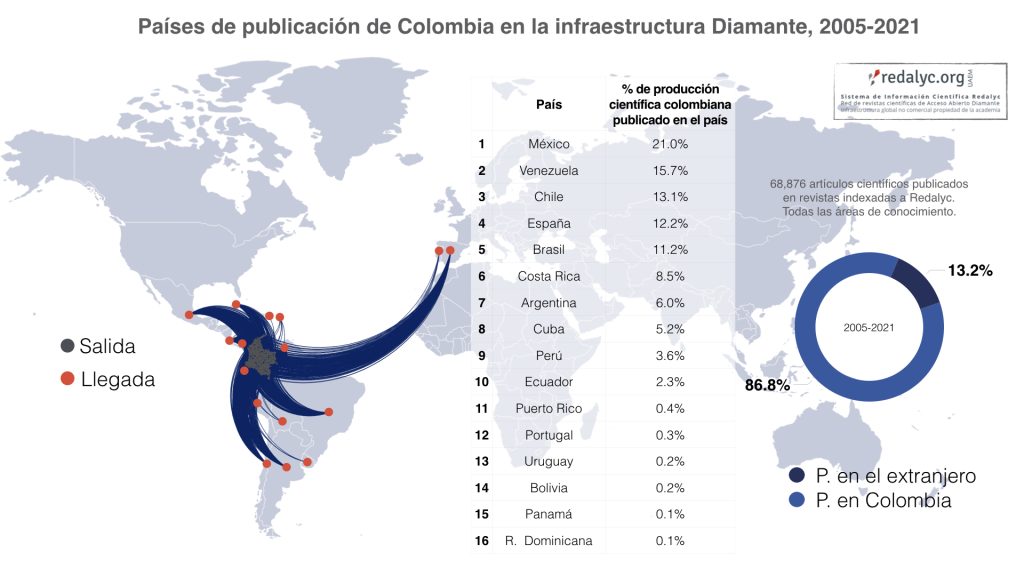 Países de publicación de Colombia en la infraestructura Diamante, 2005-2021
redalyc.org
UAEM
Sistema de Información Científica Redalyc
Red de revistas científicas de Acceso Abierto Diamante
Infraestructura global no comercial propiedad de la academia
País
% de producción
científica colombiana
publicado en el país
1 México 21.0%
2 Venezuela 15.7%
3 Chile 13.1%
4 España 12.2%
5 Brasil 11.2%
6 Costa Rica 8.5%
7 Argentina 6.0%
8 Cuba 5.2%
9 Perú 3.6%
10 Ecuador 2.3%
11 Puerto Rico 0.4%
12 Portugal 0.3%
13 Uruguay 0.2%
14 Bolivia 0.2%
15 Panamá 0.1%
16 R. Dominicana 0.1%
Salida
Llegada
68,876 artículos científicos publicados
en revistas indexadas a Redalyc.
Todas las áreas de conocimiento.
13.2%
2005-2021
86.8%
P. en el extranjero
P. en Colombia